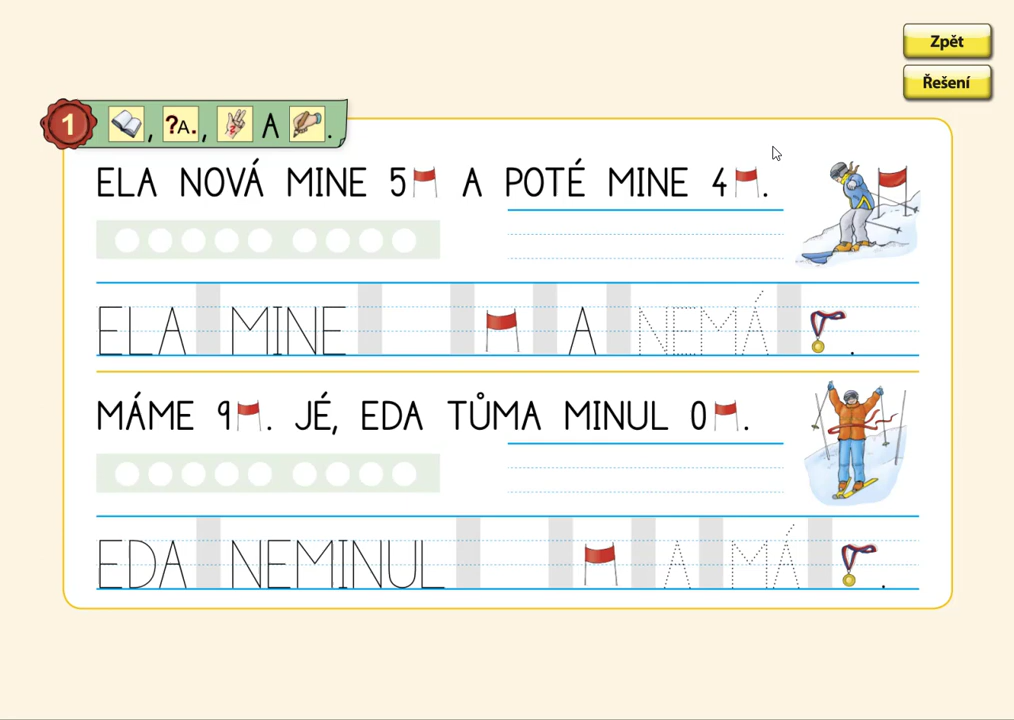 Zpět
Řešení
1 , ?A. , A .
ELA NOVÁ MINE 5 A POTÉ MINE 4 .
ELA MINE A NEMÁ .
MÁME 9 . JÉ, EDA TŮMA MINUL 0 .
EDA NEMINUL A MÁ .